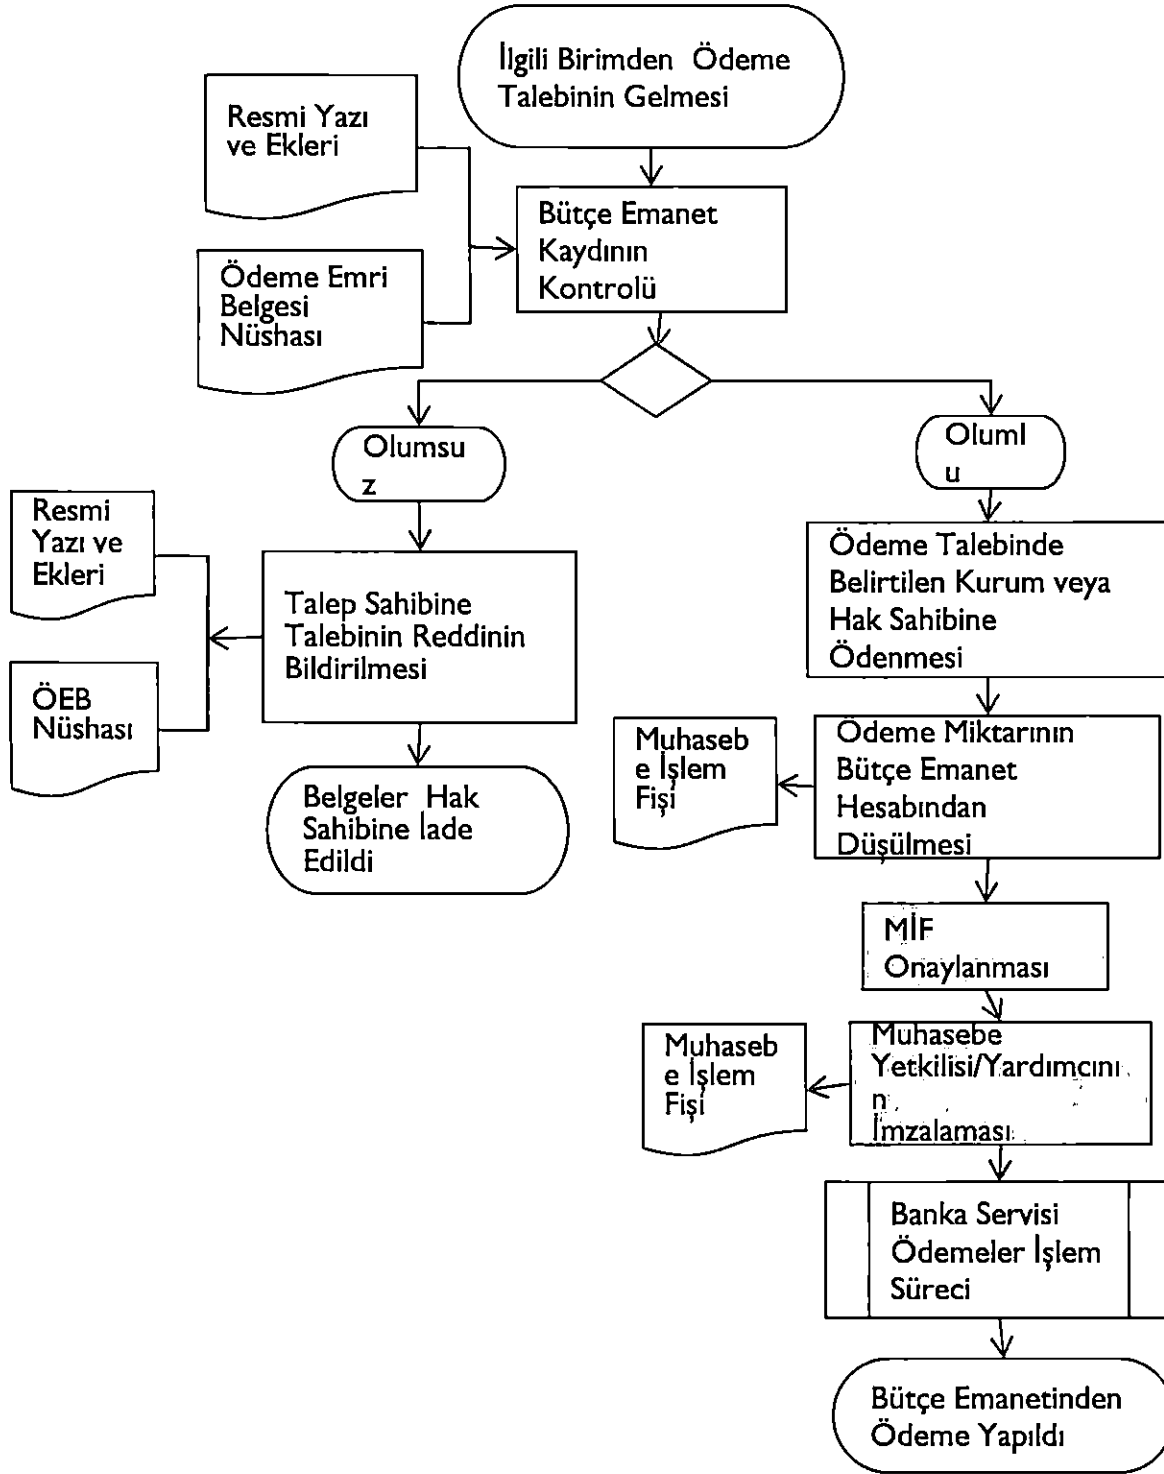 İlgili Birimden Ödeme
Talebinin Gelmesi
Resmi Yazı
ve Ekleri
Bütçe Emanet
Kaydının
Kontrolü
Ödeme Emri
Belgesi
Nüshası
Olumsu
z
Oluml
u
Resmi
Yazı ve
Ekleri
Talep Sahibine
Talebinin Reddinin
Bildirilmesi
Ödeme Talebinde
Belirtilen Kurum veya
Hak Sahibine
Ödenmesi
ÖEB
Nüshası
Muhaseb
e İşlem
Fişi
Ödeme Miktarının
Bütçe Emanet
Hesabından
Düşülmesi
Belgeler Hak
Sahibine İade
Edildi
MİF
Onaylanması
Muhaseb
e İşlem
Fişi
Muhasebe
Yetkilisi/Yardımcını
n
İmzalaması
Banka Servisi
Ödemeler İşlem
Süreci
Bütçe Emanetinden
Ödeme Yapıldı